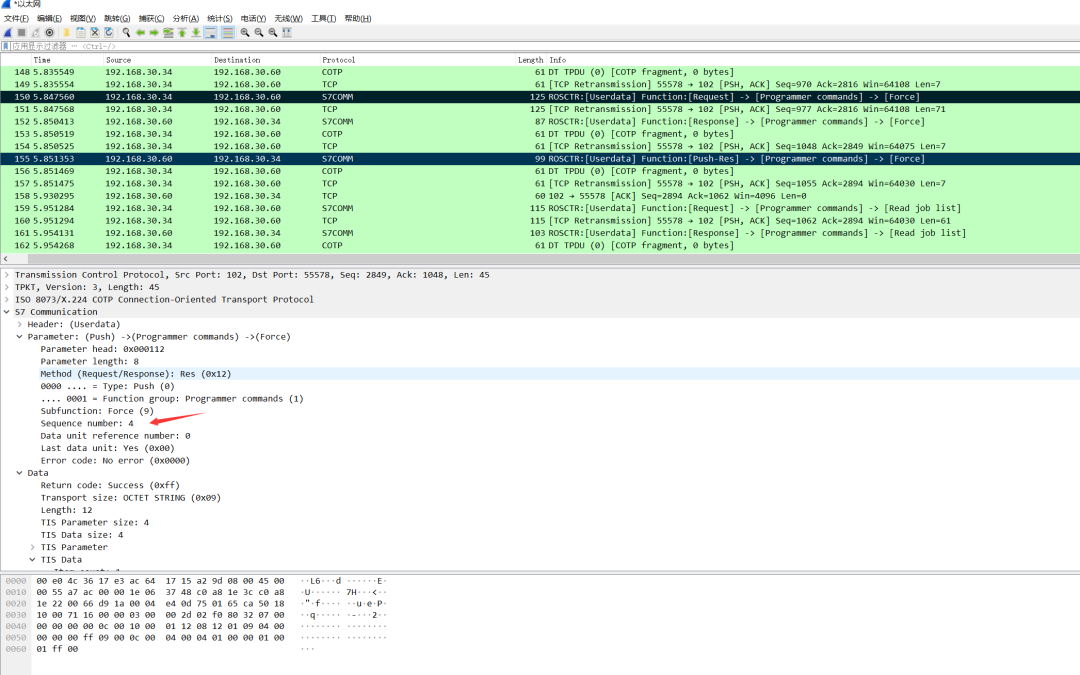 *以太网
文件(F) 编辑(E) 视图(V) 跳转(G) 捕获(C) 分析(A) 统计(S) 电话(Y) 无线(W) 工具(T) 帮助(H)
应用显示过滤器 … <Ctrl-/>
Time Source Destination Protocol Length Info
148 5.835549 192.168.30.34 192.168.30.60 COTP 61 DT TPDU (0) [COTP fragment, 0 bytes]
149 5.835554 192.168.30.34 192.168.30.60 TCP 61 [TCP Retransmission] 55578 → 102 [PSH, ACK] Seq=970 Ack=2816 Win=64108 Len=7
150 5.847560 192.168.30.34 192.168.30.60 S7COMM 125 ROSCTR:[Userdata] Function:[Request] -> [Programmer commands] -> [Force]
151 5.847568 192.168.30.34 192.168.30.60 TCP 125 [TCP Retransmission] 55578 → 102 [PSH, ACK] Seq=977 Ack=2816 Win=64108 Len=71
152 5.850413 192.168.30.60 192.168.30.34 S7COMM 87 ROSCTR:[Userdata] Function:[Response] -> [Programmer commands] -> [Force]
153 5.850519 192.168.30.34 192.168.30.60 COTP 61 DT TPDU (0) [COTP fragment, 0 bytes]
154 5.850525 192.168.30.34 192.168.30.60 TCP 61 [TCP Retransmission] 55578 → 102 [PSH, ACK] Seq=1048 Ack=2849 Win=64075 Len=7
155 5.851353 192.168.30.60 192.168.30.34 S7COMM 99 ROSCTR:[Userdata] Function:[Push-Res] -> [Programmer commands] -> [Force]
156 5.851469 192.168.30.34 192.168.30.60 COTP 61 DT TPDU (0) [COTP fragment, 0 bytes]
157 5.851475 192.168.30.34 192.168.30.60 TCP 61 [TCP Retransmission] 55578 → 102 [PSH, ACK] Seq=1055 Ack=2894 Win=64030 Len=7
158 5.930295 192.168.30.60 192.168.30.34 TCP 60 102 → 55578 [ACK] Seq=2894 Ack=1062 Win=4096 Len=0
159 5.951284 192.168.30.34 192.168.30.60 S7COMM 115 ROSCTR:[Userdata] Function:[Request] -> [Programmer commands] -> [Read job list]
160 5.951294 192.168.30.34 192.168.30.60 TCP 115 [TCP Retransmission] 55578 → 102 [PSH, ACK] Seq=1062 Ack=2894 Win=64030 Len=61
161 5.954131 192.168.30.60 192.168.30.34 S7COMM 103 ROSCTR:[Userdata] Function:[Response] -> [Programmer commands] -> [Read job list]
162 5.954268 192.168.30.34 192.168.30.60 COTP 61 DT TPDU (0) [COTP fragment, 0 bytes]
Transmission Control Protocol, Src Port: 102, Dst Port: 55578, Seq: 2849, Ack: 1048, Len: 45
TPKT, Version: 3, Length: 45
ISO 8073/X.224 COTP Connection-Oriented Transport Protocol
S7 Communication
Header: (Userdata)
Parameter: (Push) ->(Programmer commands) ->(Force)
Parameter head: 0x000112
Parameter length: 8
Method (Request/Response): Res (0x12)
0000 .... = Type: Push (0)
.... 0001 = Function group: Programmer commands (1)
Subfunction: Force (9)
Sequence number: 4
Data unit reference number: 0
Last data unit: Yes (0x00)
Error code: No error (0x0000)
Data
Return code: Success (0xff)
Transport size: OCTET STRING (0x09)
Length: 12
TIS Parameter size: 4
TIS Data size: 4
TIS Parameter
TIS Data
0000 00 e0 4c 36 17 e3 ac 64 17 15 a2 9d 08 00 45 00 ··L6···d ······E·
0010 00 55 a7 ac 00 00 1e 06 37 48 c0 a8 1e 3c c0 a8 ·U······ 7H···<··
0020 1e 22 00 66 d9 1a 00 04 e4 0d 75 01 65 ca 50 18 ·"·f···· ··u·e·P·
0030 10 00 71 16 00 00 03 00 00 2d 02 f0 80 32 07 00 ··q····· ·-···2··
0040 00 00 00 00 0c 00 10 00 01 12 08 12 01 09 04 00 ········ ········
0050 00 00 00 ff 09 00 0c 00 04 00 04 01 00 00 01 00 ········ ········
0060 01 ff 00 ···